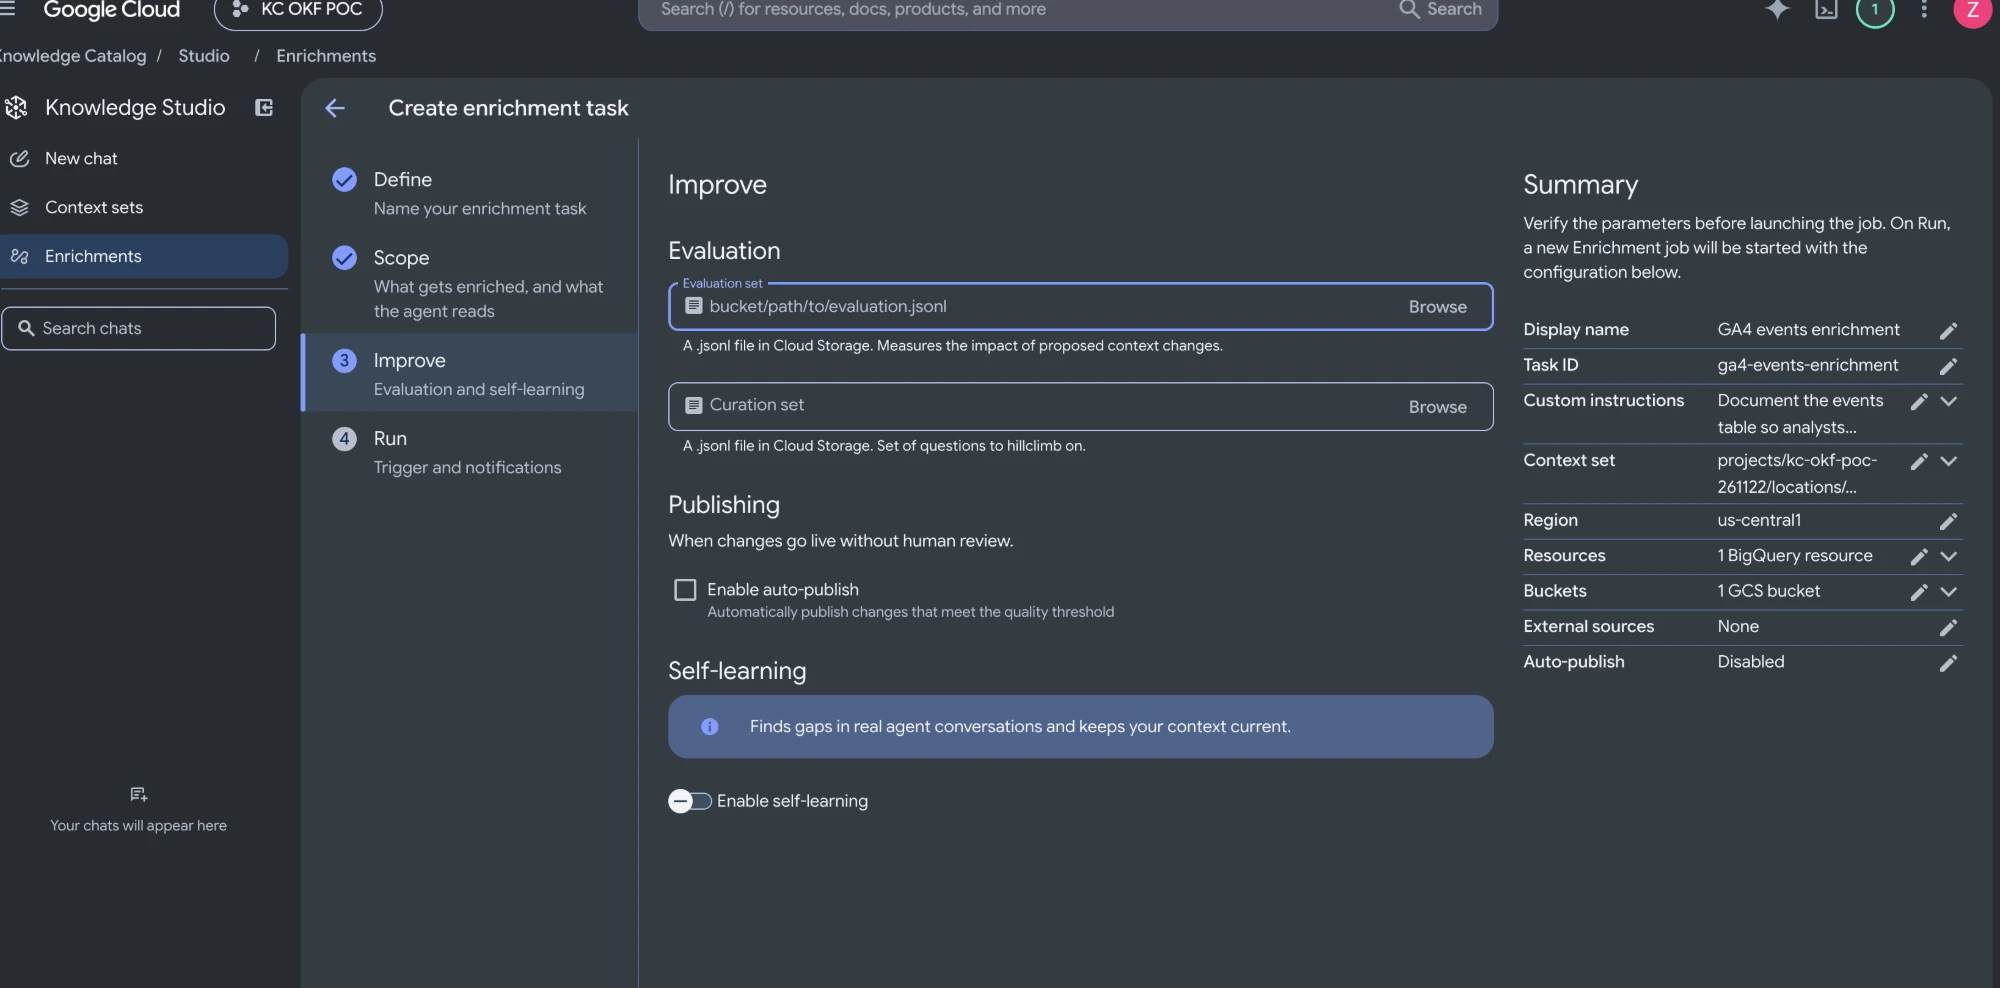 Google Cloud
KC OKF POC
Search (/) for resources, docs, products, and more
Search
1
Z
Knowledge Catalog / Studio / Enrichments
Knowledge Studio
New chat
Context sets
Enrichments
Search chats
Your chats will appear here
Create enrichment task
Define
Name your enrichment task
Scope
What gets enriched, and what
the agent reads
3
Improve
Evaluation and self-learning
4
Run
Trigger and notifications
Improve
Evaluation
Evaluation set
bucket/path/to/evaluation.jsonl
Browse
A .jsonl file in Cloud Storage. Measures the impact of proposed context changes.
Curation set
Browse
A .jsonl file in Cloud Storage. Set of questions to hillclimb on.
Publishing
When changes go live without human review.
Enable auto-publish
Automatically publish changes that meet the quality threshold
Self-learning
Finds gaps in real agent conversations and keeps your context current.
Enable self-learning
Summary
Verify the parameters before launching the job. On Run,
a new Enrichment job will be started with the
configuration below.
Display name GA4 events enrichment
Task ID ga4-events-enrichment
Custom instructions Document the events
table so analysts...
Context set projects/kc-okf-poc-
261122/locations/...
Region us-central1
Resources 1 BigQuery resource
Buckets 1 GCS bucket
External sources None
Auto-publish Disabled